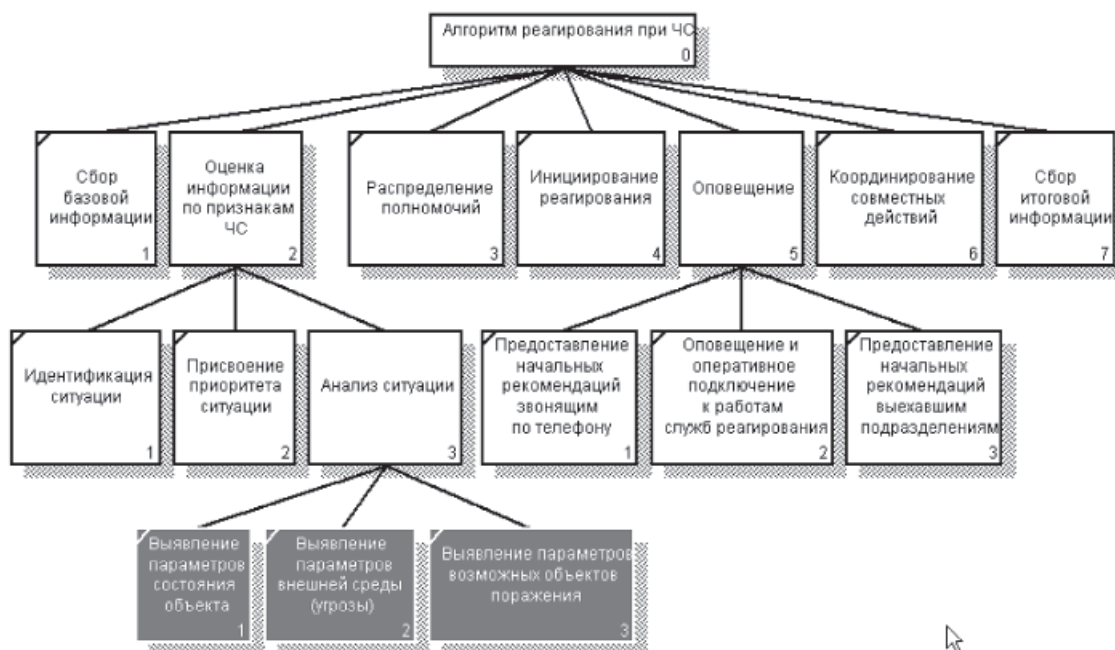 Алгоритм реагирования при ЧС
0
Сбор
базовой
информации
1
Оценка
информации
по признакам
ЧС
2
Распределение
полномочий
3
Инициирование
реагирования
4
Оповещение
5
Координирование
совместных
действий
6
Сбор
итоговой
информации
7
Идентификация
ситуации
1
Присвоение
приоритета
ситуации
2
Анализ ситуации
3
Предоставление
начальных
рекомендаций
звонящим
по телефону
1
Оповещение и
оперативное
подключение
к работам
служб реагирования
2
Предоставление
начальных
рекомендаций
выехавшим
подразделениям
3
Выявление
параметров
состояния
объекта
1
Выявление
параметров
внешней среды
(угрозы)
2
Выявление параметров
возможных объектов
поражения
3